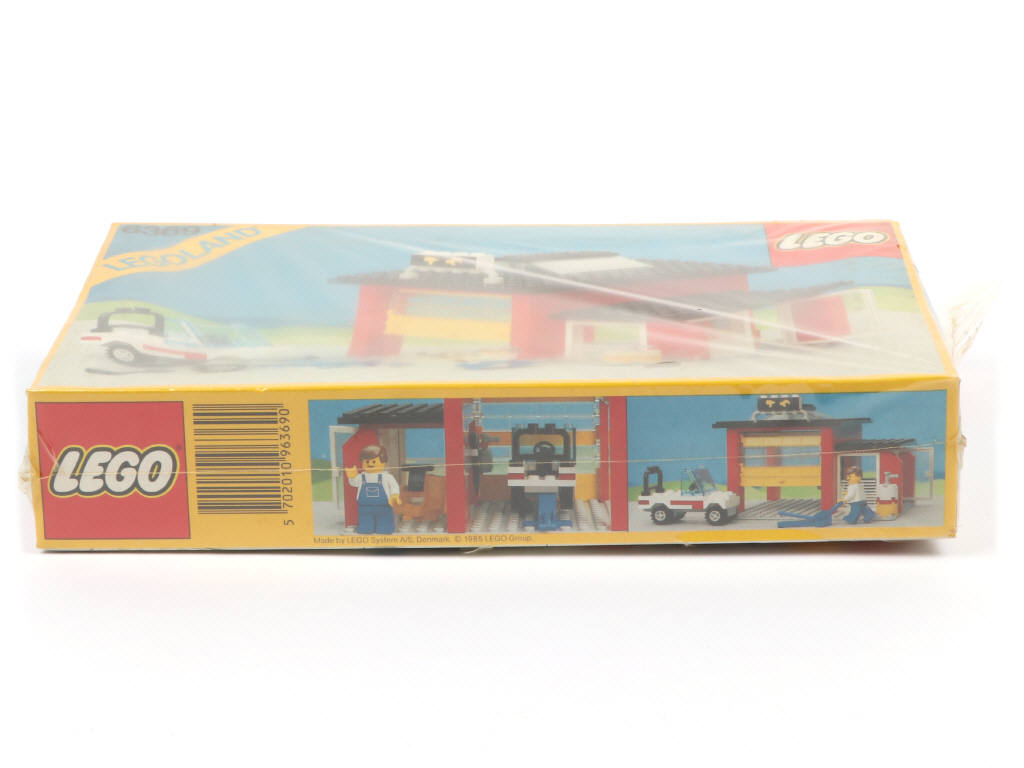 6369
LEGOLAND
LEGO
LEGO
5 702010 963690
Made by LEGO System A/S, Denmark. © 1985 LEGO Group.